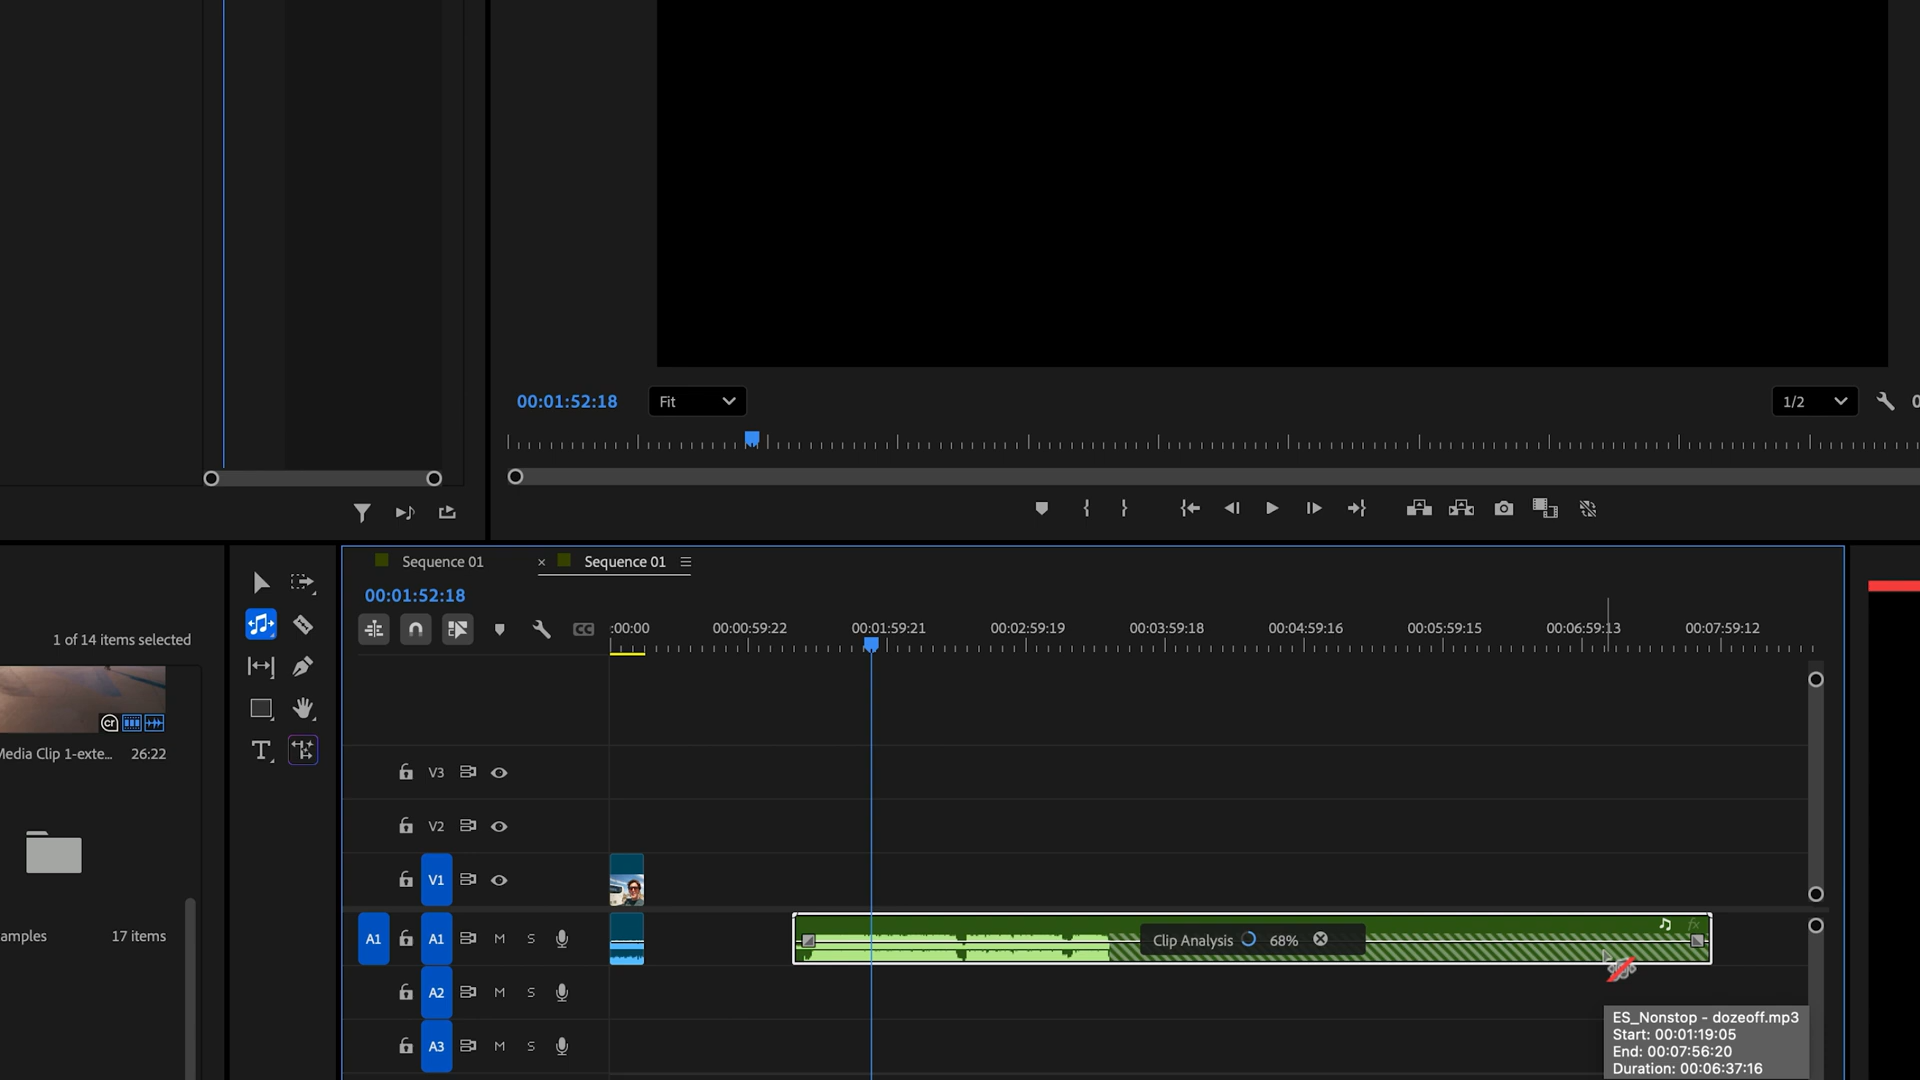 00:01:52:18
Fit
1/2
0
Sequence 01
× Sequence 01
00:01:52:18
CC
:00:00
00:00:59:22
00:01:59:21
00:02:59:19
00:03:59:18
00:04:59:16
00:05:59:15
00:06:59:13
00:07:59:12
1 of 14 items selected
cr
Media Clip 1-exte... 26:22
T
amples 17 items
V3
V2
V1
A1 A1 M S
Clip Analysis 68%
fx
A2 M S
A3 M S
ES_Nonstop - dozeoff.mp3
Start: 00:01:19:05
End: 00:07:56:20
Duration: 00:06:37:16